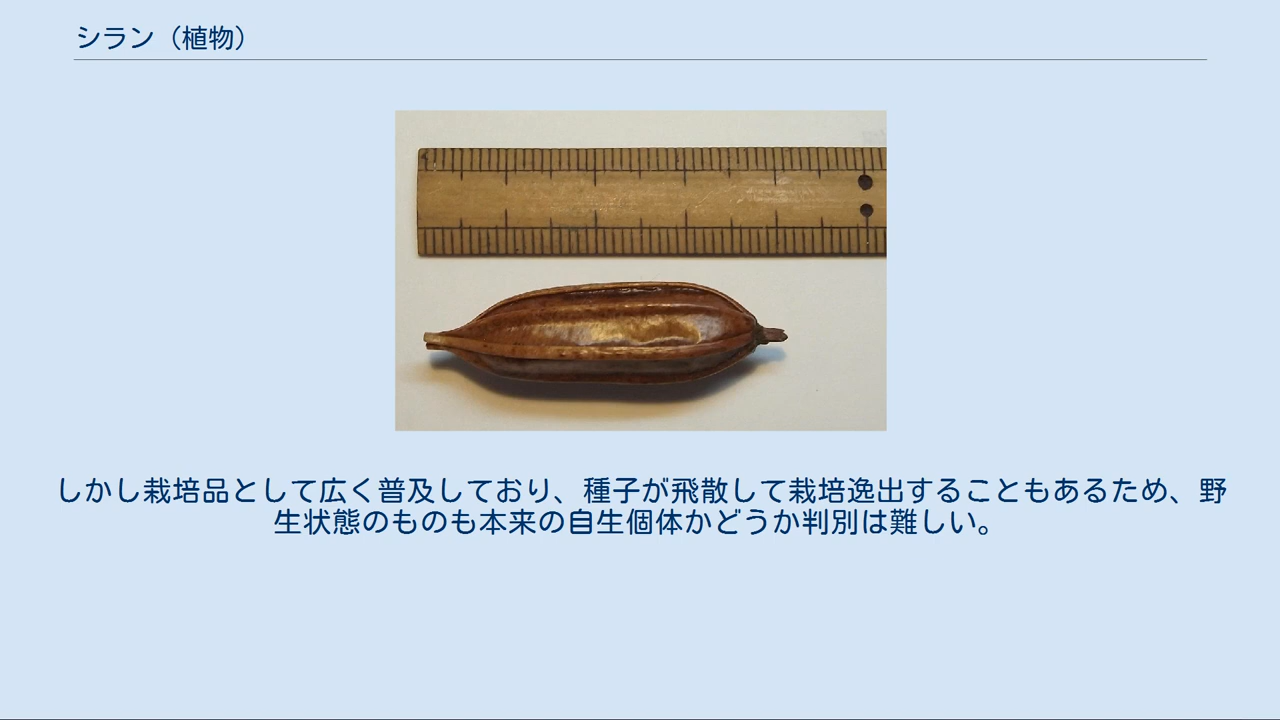 シラン（植物）
しかし栽培品として広く普及しており、種子が飛散して栽培逸出することもあるため、野
生状態のものも本来の自生個体かどうか判別は難しい。